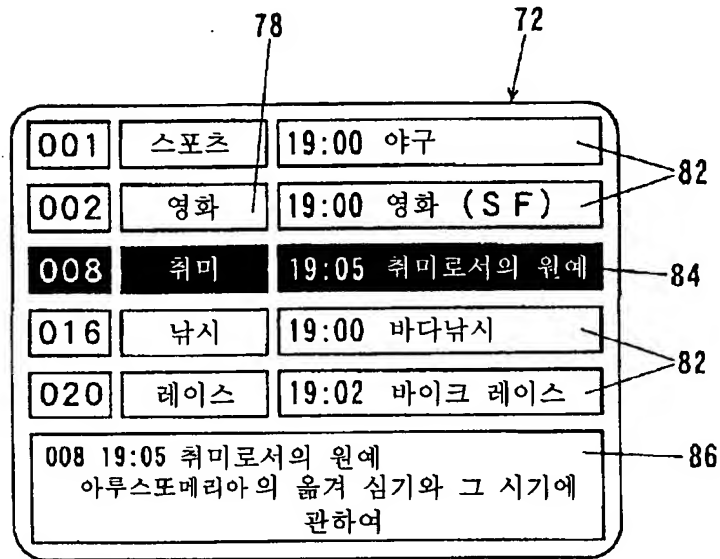 78 72
001 스포츠 19:00 야구
82
002 영화 19:00 영화 (SF)
008 취미 19:05 취미로서의 원예 84
016 낚시 19:00 바다낚시
82
020 레이스 19:02 바이크 레이스
008 19:05 취미로서의 원예 86
아루스또메리아의 옮겨 심기와 그 시기에
관하여